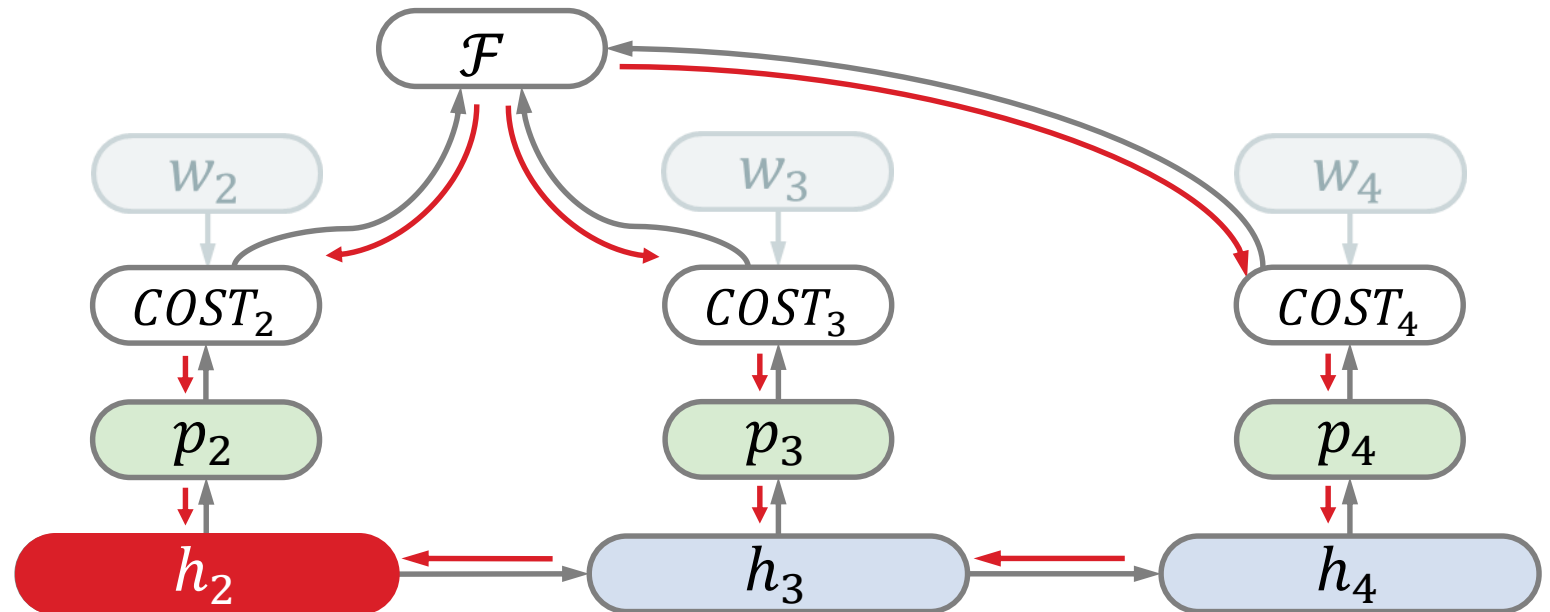 ℱ
w₂ w₃ w₄
COST₂ COST₃ COST₄
p₂ p₃ p₄
h₂ h₃ h₄